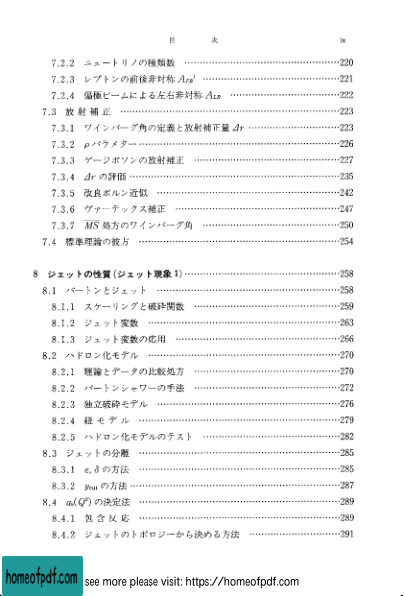 目 次 ix
7.2.2 ニュートリノの種類数 …………220
7.2.3 レプトンの前後非対称 A_FB^l …………221
7.2.4 偏極ビームによる左右非対称 A_LR …………222
7.3 放射補正 …………223
7.3.1 ワインバーグ角の定義と放射補正量 Δr …………223
7.3.2 ρパラメター…………226
7.3.3 ゲージボソンの放射補正 …………227
7.3.4 Δr の評価…………235
7.3.5 改良ボルン近似 …………242
7.3.6 ヴァーテックス補正 …………247
7.3.7 M̅S̅ 処方のワインバーグ角 …………250
7.4 標準理論の彼方 …………254
8 ジェットの性質(ジェット現象1)…………258
8.1 パートンとジェット …………258
8.1.1 スケーリングと破砕関数 …………259
8.1.2 ジェット変数 …………263
8.1.3 ジェット変数の応用 …………266
8.2 ハドロン化モデル …………270
8.2.1 理論とデータの比較処方 …………270
8.2.2 パートンシャワーの手法 …………272
8.2.3 独立破砕モデル …………276
8.2.4 紐モデル …………279
8.2.5 ハドロン化モデルのテスト …………282
8.3 ジェットの分離 …………285
8.3.1 ε, δ の方法 …………285
8.3.2 y_cut の方法…………287
8.4 α_s(Q²) の決定法 …………289
8.4.1 包含反応 …………289
8.4.2 ジェットのトポロジーから決める方法 …………291
homeofpdf.com see more please visit: https://homeofpdf.com